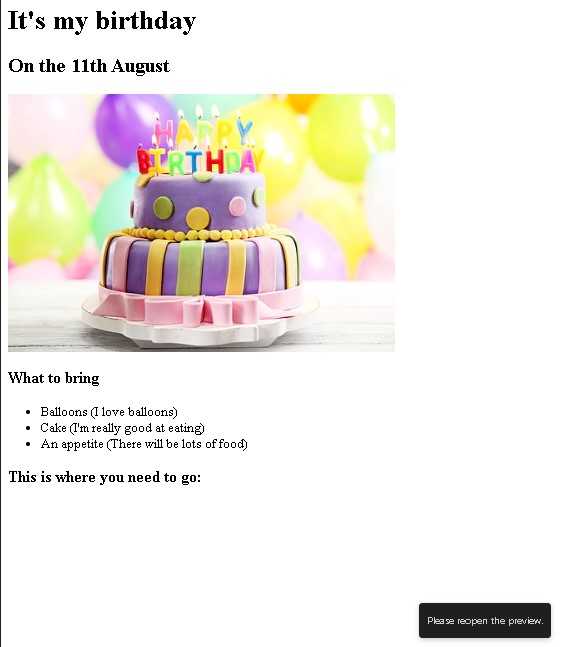 It's my birthday
On the 11th August
HAPPY
BIRTHDAY
What to bring
Balloons (I love balloons)
Cake (I'm really good at eating)
An appetite (There will be lots of food)
This is where you need to go:
Please reopen the preview.